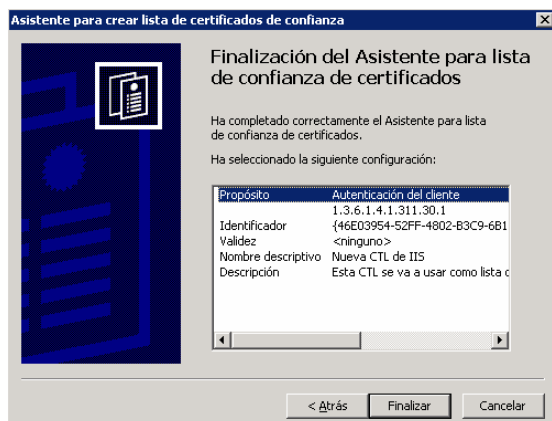 Asistente para crear lista de certificados de confianza
Finalización del Asistente para lista
de confianza de certificados
Ha completado correctamente el Asistente para lista
de confianza de certificados.
Ha seleccionado la siguiente configuración:
Propósito Autenticación del cliente
1.3.6.1.4.1.311.30.1
Identificador {46E03954-52FF-4802-B3C9-6B1
Validez <ninguno>
Nombre descriptivo Nueva CTL de IIS
Descripción Esta CTL se va a usar como lista c
< Atrás Finalizar Cancelar